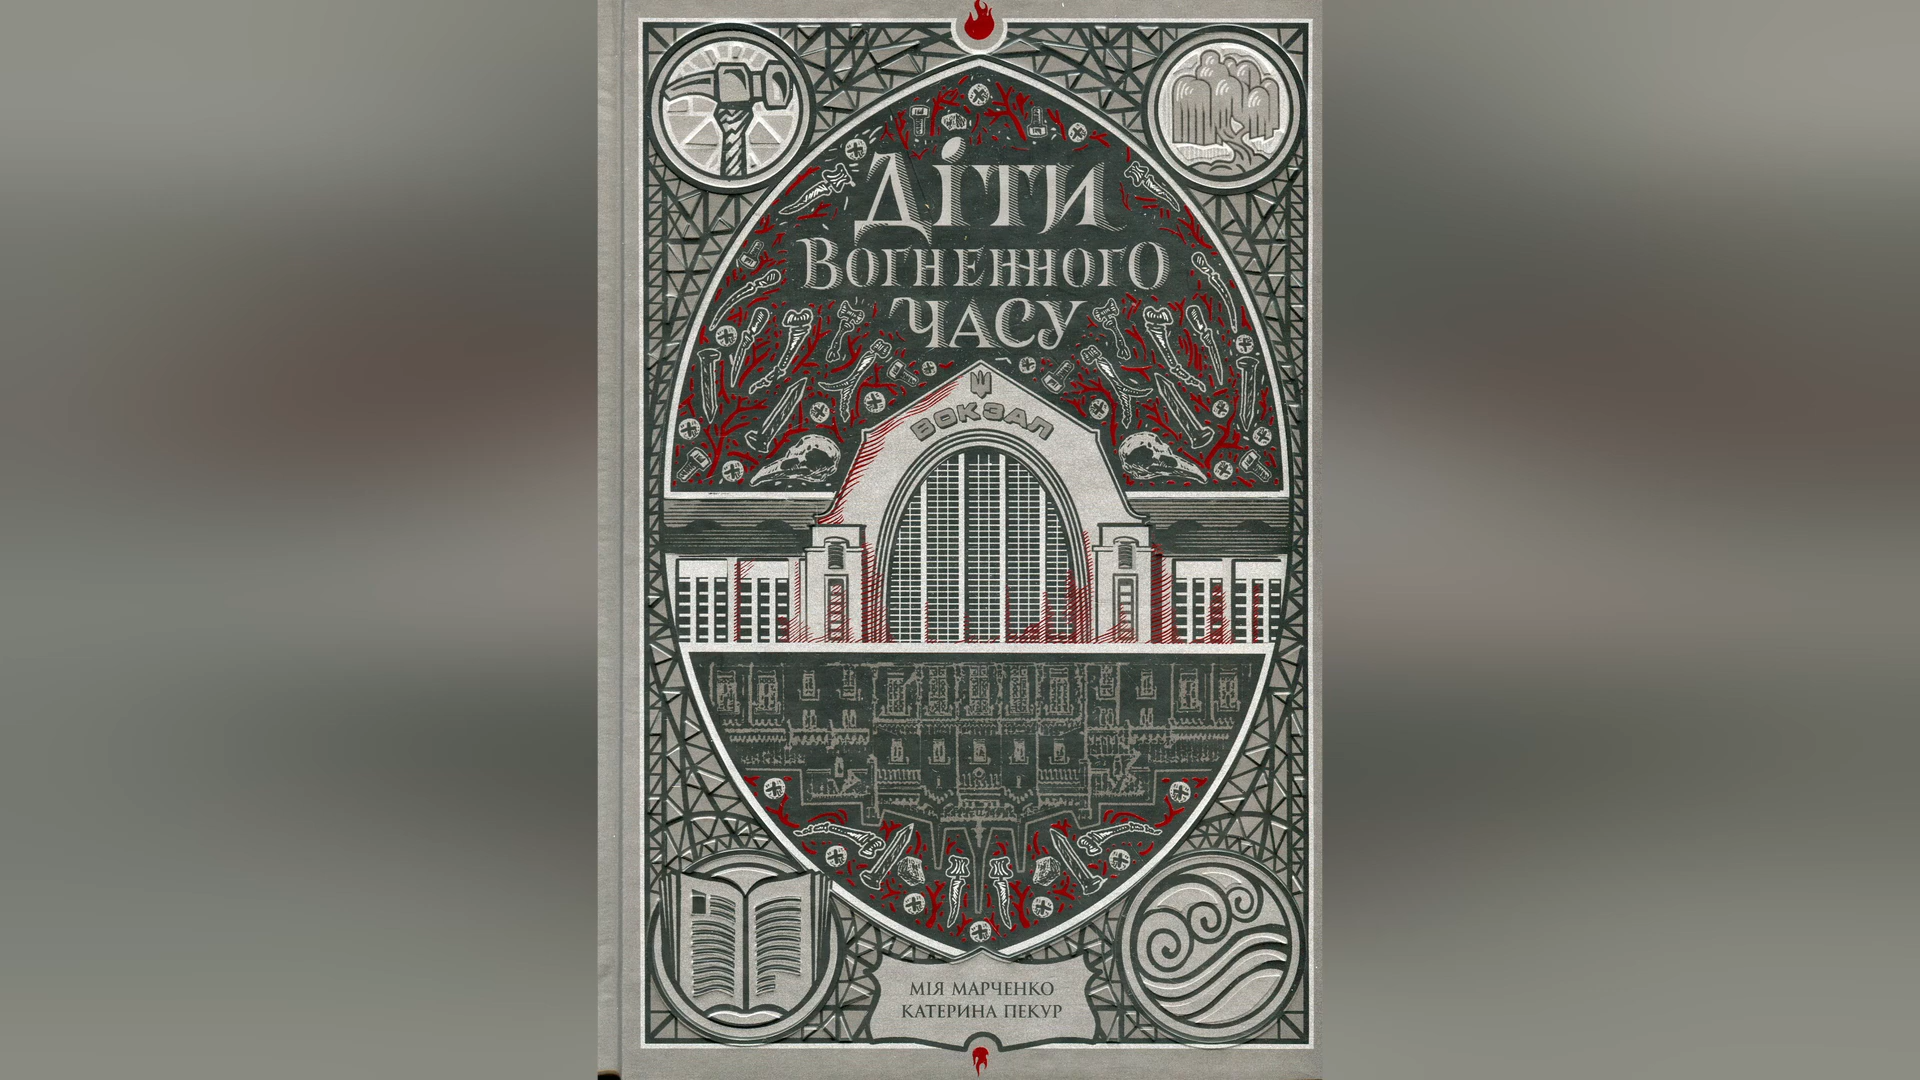 ДІТИ
ВОГНЕННОГО
ЧАСУ
ВОКЗАЛ
МІЯ МАРЧЕНКО
КАТЕРИНА ПЕКУР